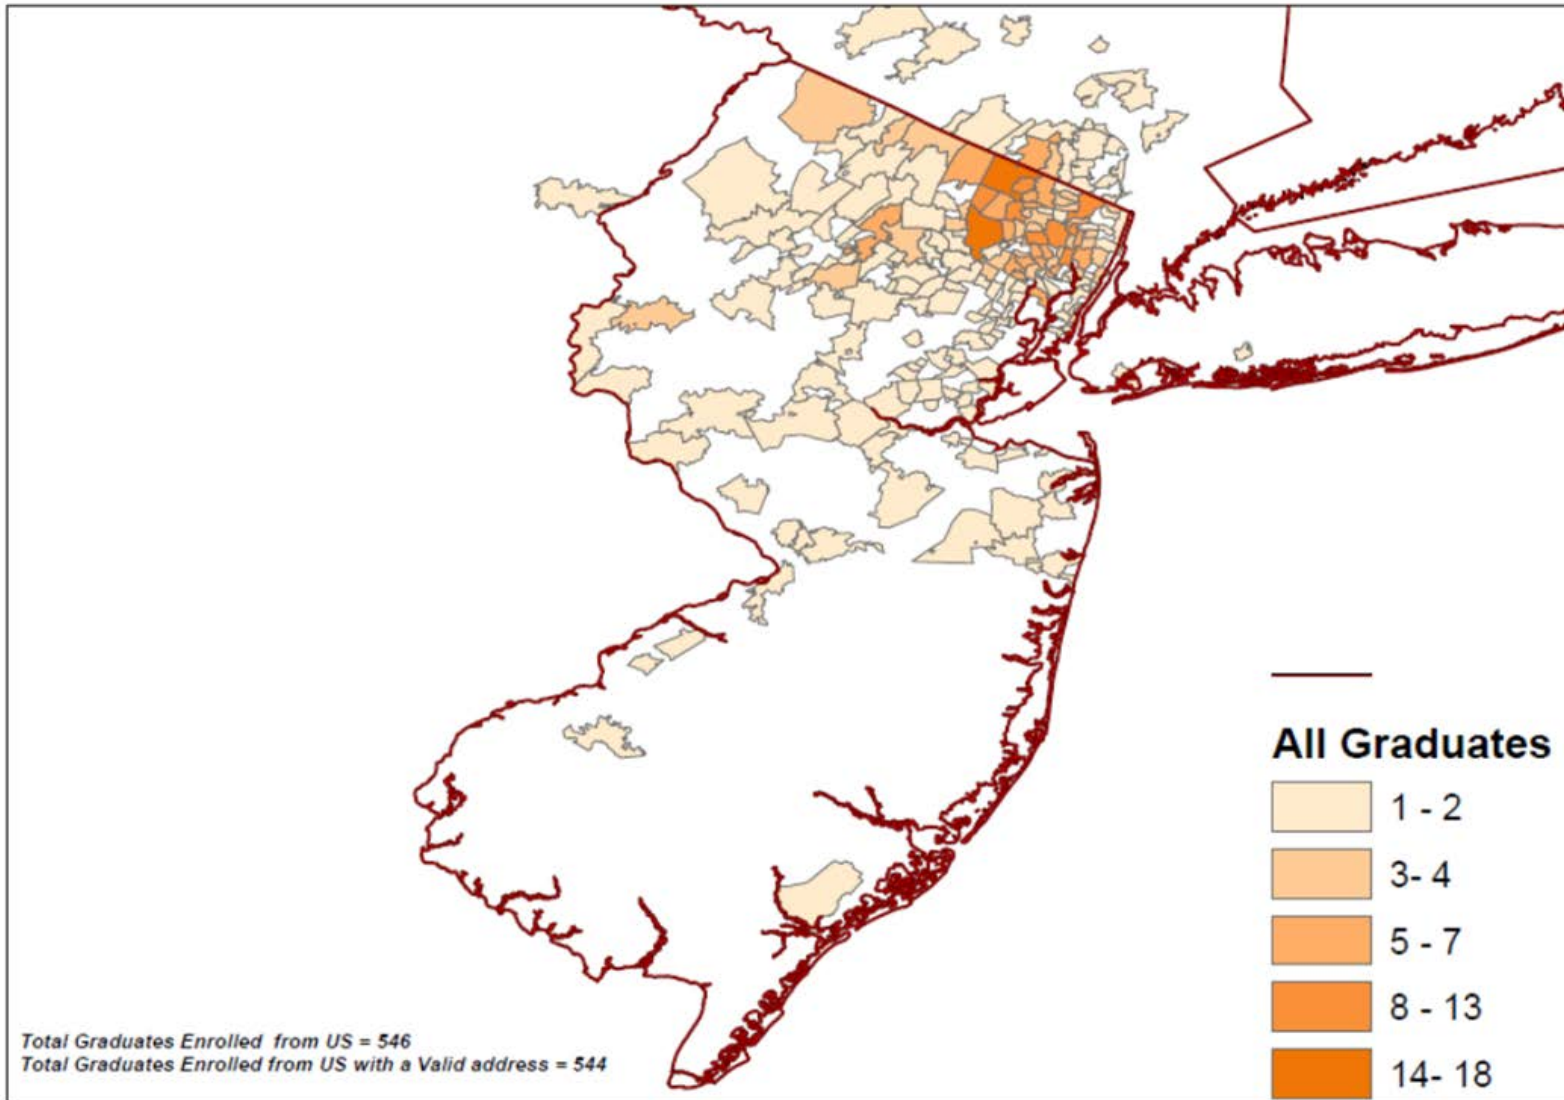 All Graduates
1 - 2
3- 4
5 - 7
8 - 13
14- 18
Total Graduates Enrolled from US = 546
Total Graduates Enrolled from US with a Valid address = 544